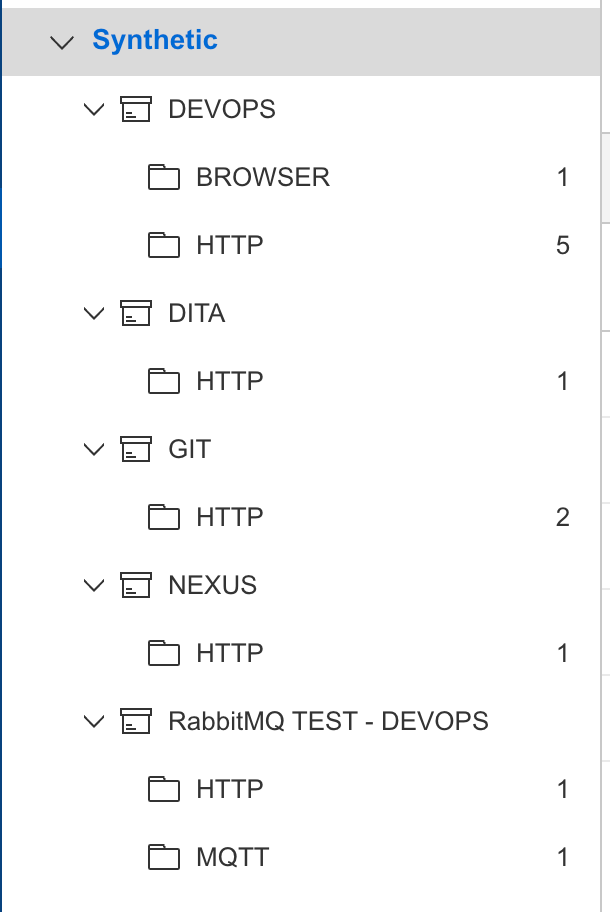 Synthetic
DEVOPS
BROWSER 1
HTTP 5
DITA
HTTP 1
GIT
HTTP 2
NEXUS
HTTP 1
RabbitMQ TEST - DEVOPS
HTTP 1
MQTT 1